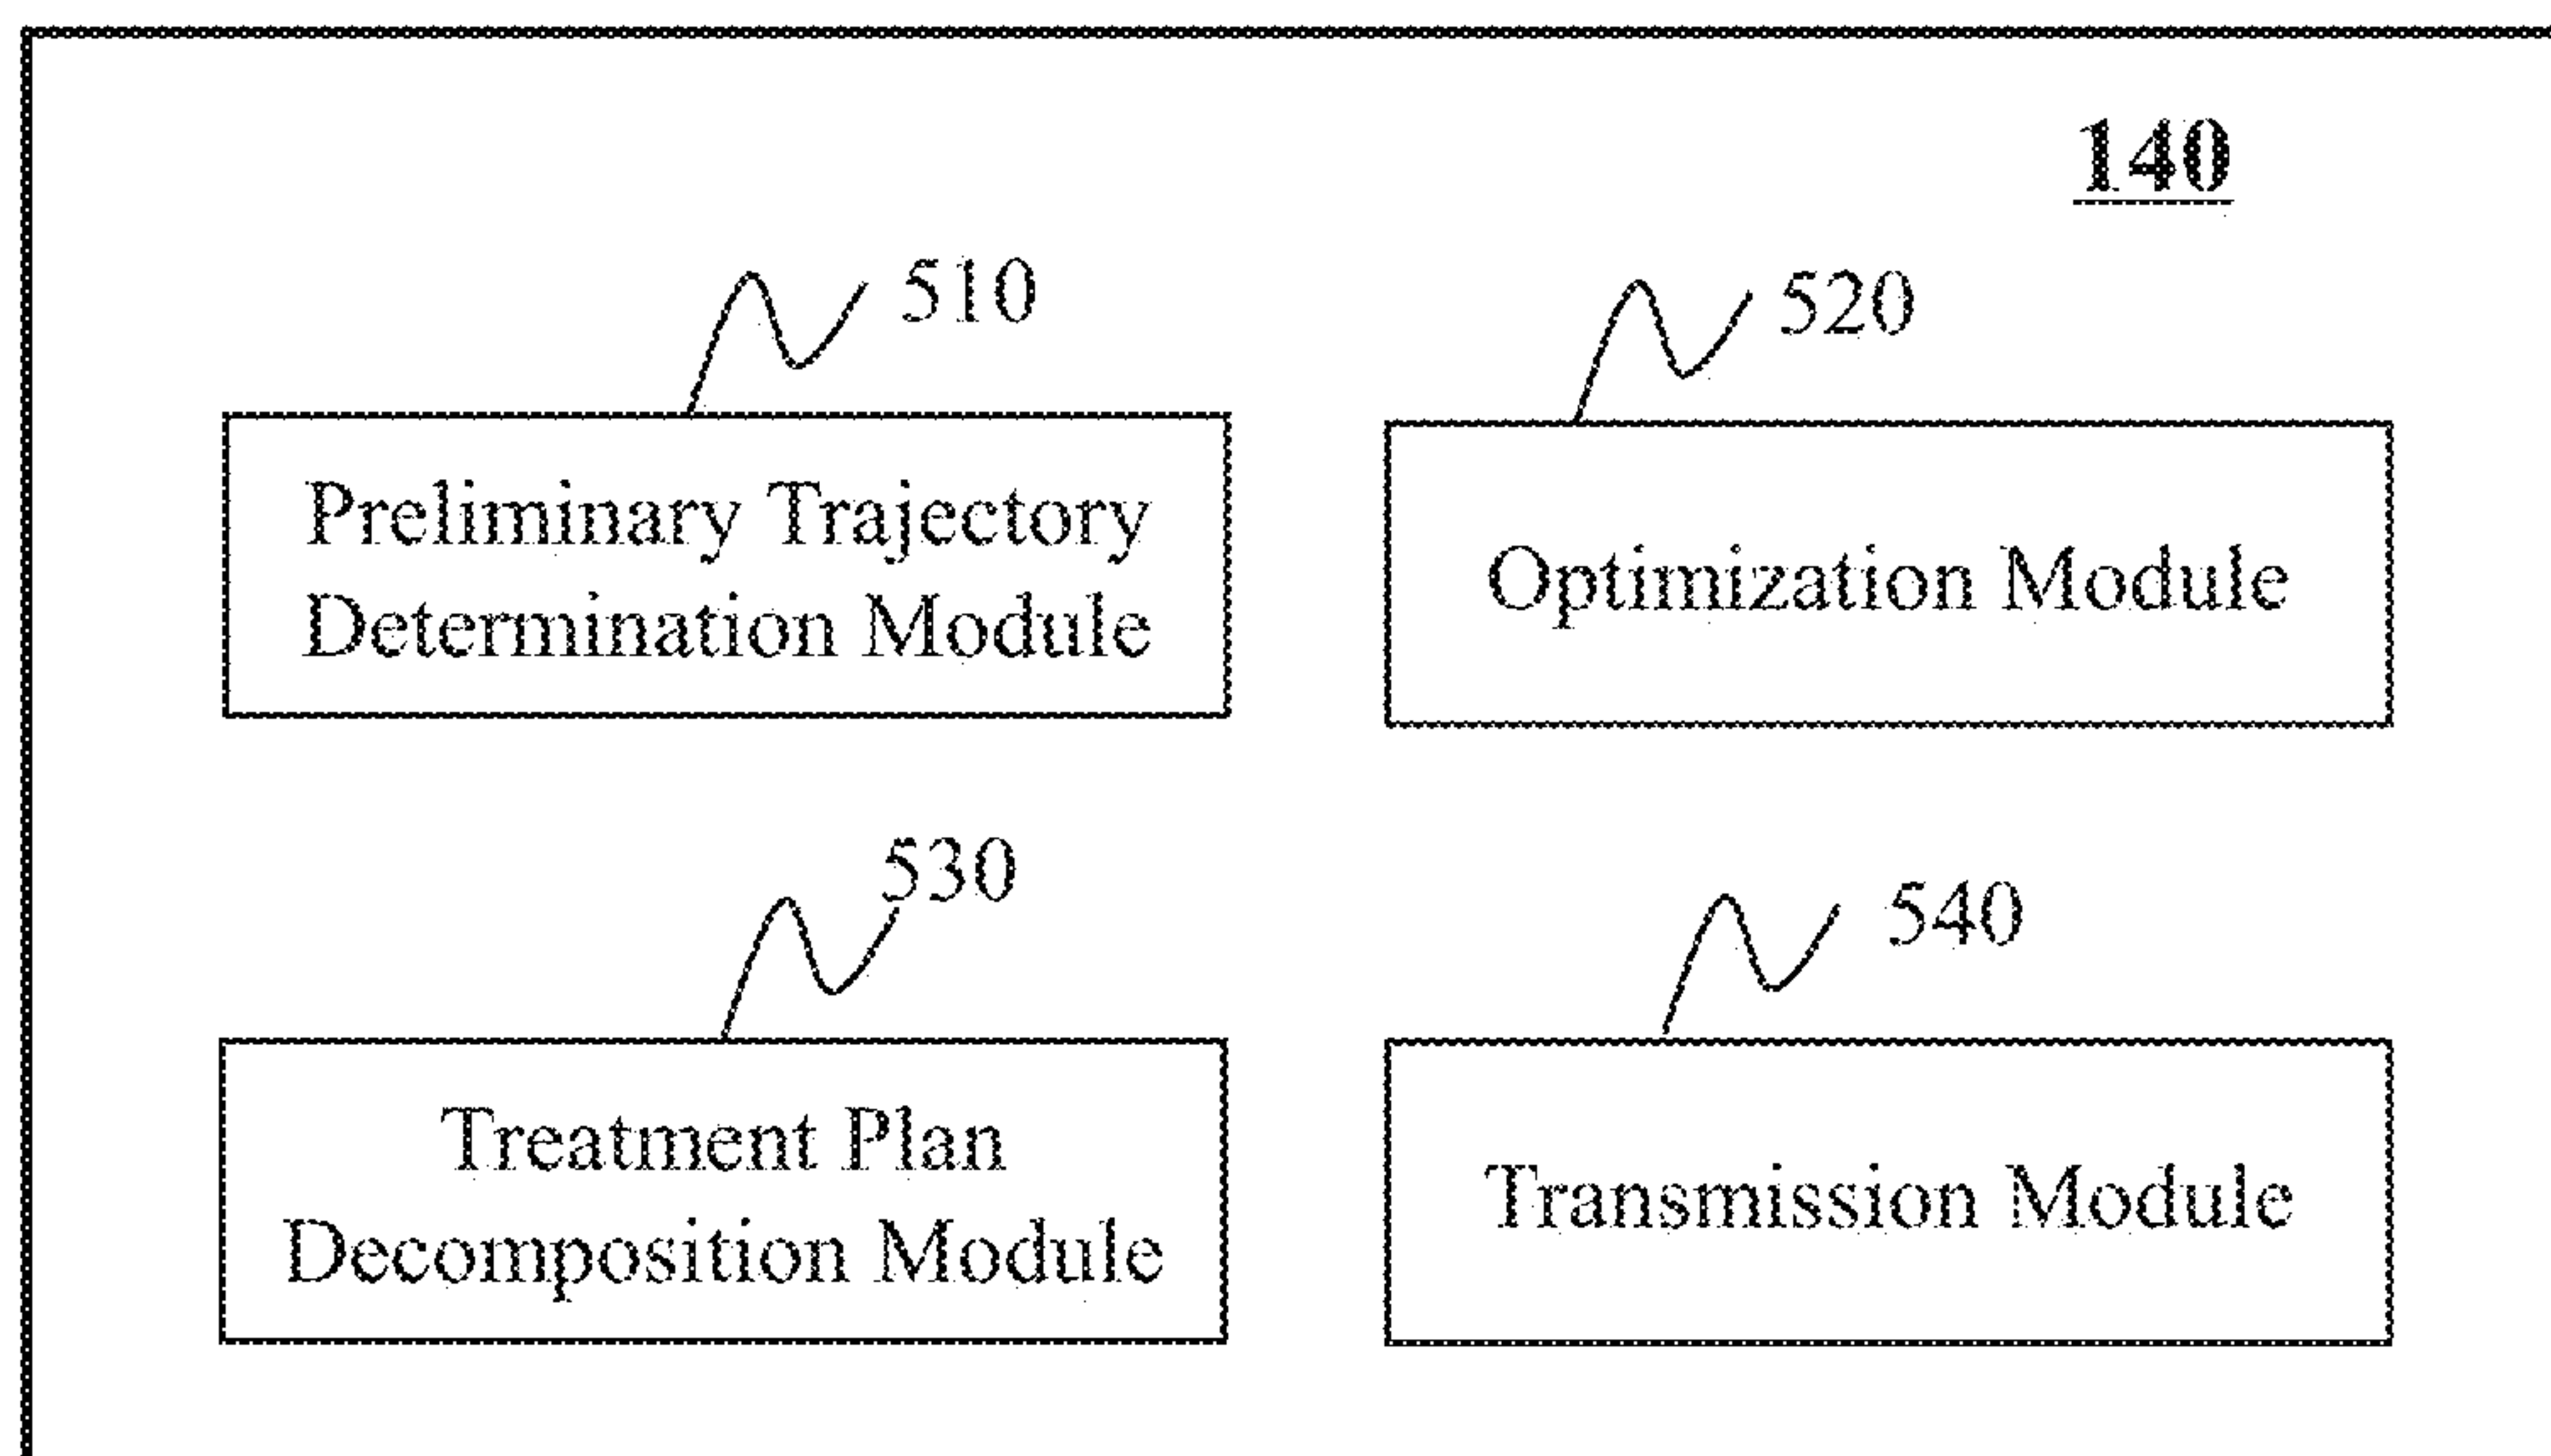 140
510
520
Preliminary Trajectory
Determination Module
Optimization Module
530
540
Treatment Plan
Decomposition Module
Transmission Module